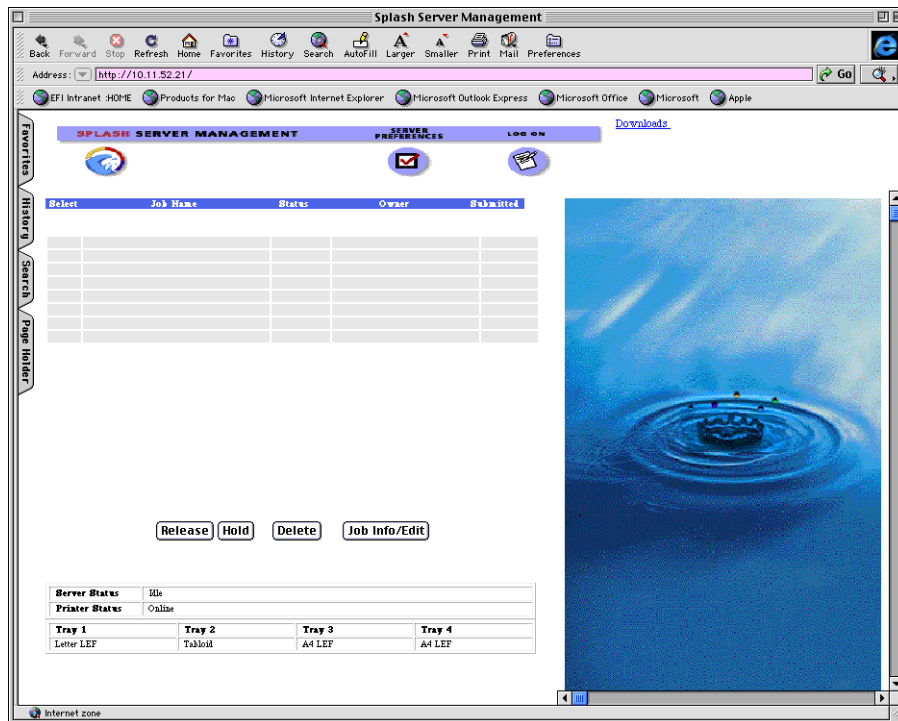 Splash Server Management
Back Forward Stop Refresh Home Favorites History Search AutoFill Larger Smaller Print Mail Preferences
Address: http://10.11.52.21/ Go
EFI Intranet :HOME Products for Mac Microsoft Internet Explorer Microsoft Outlook Express Microsoft Office Microsoft Apple
Favorites
History
Search
Page Holder
SPLASH SERVER MANAGEMENT SERVER PREFERENCES LOG ON Downloads
Select Job Name Status Owner Submitted
Release Hold Delete Job Info/Edit
Server Status Idle
Printer Status Online
Tray 1 Tray 2 Tray 3 Tray 4
Letter LEF Tabloid A4 LEF A4 LEF
Internet zone